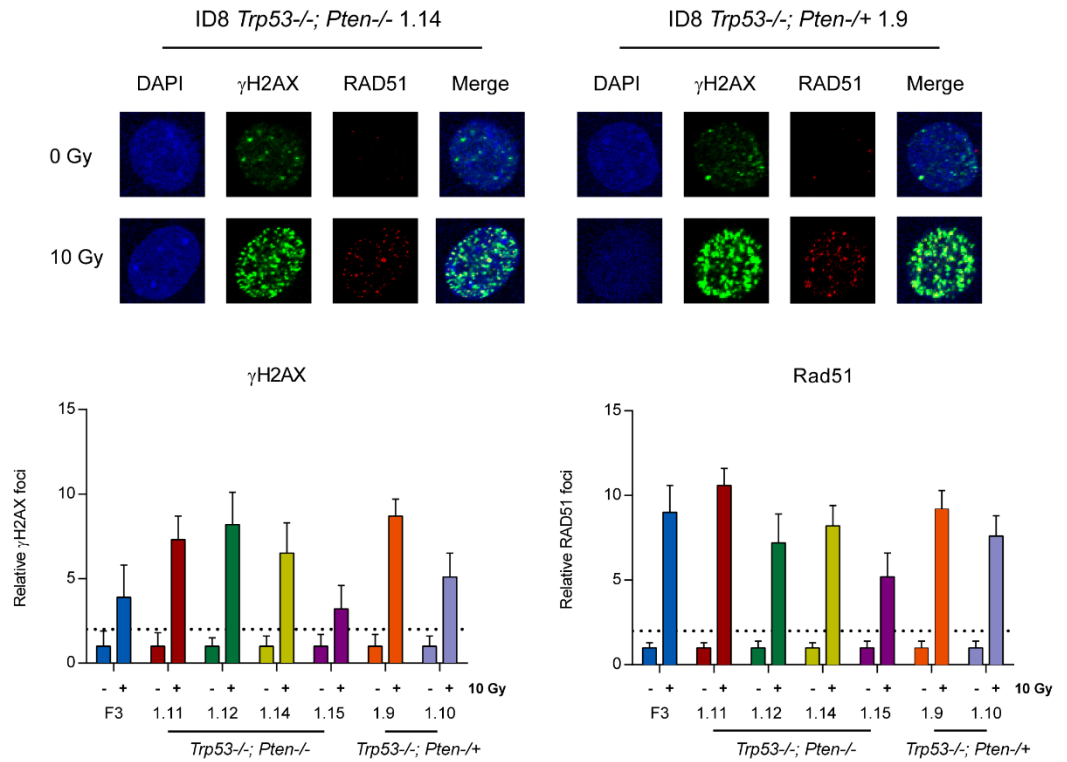 ID8 Trp53-/-; Pten-/- 1.14
ID8 Trp53-/-; Pten-/+ 1.9
DAPI γH2AX RAD51 Merge
DAPI γH2AX RAD51 Merge
0 Gy
10 Gy
γH2AX
Relative γH2AX foci
15
10
5
0
- + - + - + - + - + - + - + 10 Gy
F3 1.11 1.12 1.14 1.15 1.9 1.10
Trp53-/-; Pten-/- Trp53-/-; Pten-/+
Rad51
Relative RAD51 foci
15
10
5
0
- + - + - + - + - + - + - + 10 Gy
F3 1.11 1.12 1.14 1.15 1.9 1.10
Trp53-/-; Pten-/- Trp53-/-; Pten-/+